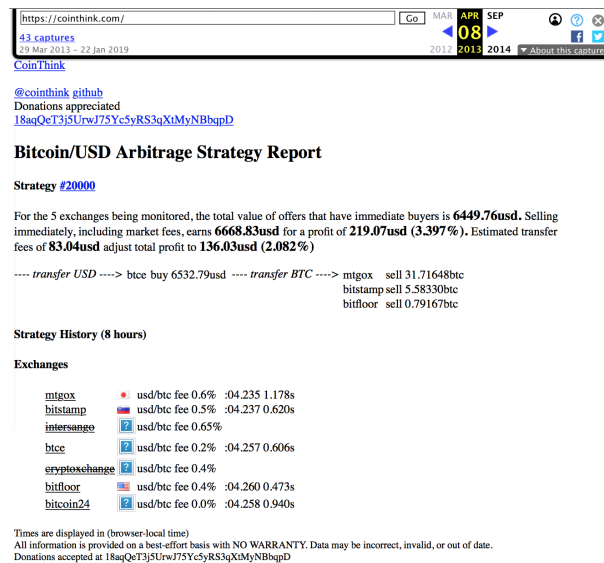 https://cointhink.com/ Go MAR APR SEP
43 captures 08
29 Mar 2013 – 22 Jan 2019 2012 2013 2014 ▼ About this capture
CoinThink
@cointhink github
Donations appreciated
18aqQeT3j5UrwJ75Yc5yRS3qXtMyNBbqpD
Bitcoin/USD Arbitrage Strategy Report
Strategy #20000
For the 5 exchanges being monitored, the total value of offers that have immediate buyers is 6449.76usd. Selling
immediately, including market fees, earns 6668.83usd for a profit of 219.07usd (3.397%). Estimated transfer
fees of 83.04usd adjust total profit to 136.03usd (2.082%)
---- transfer USD ----> btce buy 6532.79usd ---- transfer BTC ----> mtgox sell 31.71648btc
bitstamp sell 5.58330btc
bitfloor sell 0.79167btc
Strategy History (8 hours)
Exchanges
mtgox usd/btc fee 0.6% :04.235 1.178s
bitstamp usd/btc fee 0.5% :04.237 0.620s
intersango ? usd/btc fee 0.65%
btce ? usd/btc fee 0.2% :04.257 0.606s
cryptoxchange ? usd/btc fee 0.4%
bitfloor usd/btc fee 0.4% :04.260 0.473s
bitcoin24 ? usd/btc fee 0.0% :04.258 0.940s
Times are displayed in (browser-local time)
All information is provided on a best-effort basis with NO WARRANTY. Data may be incorrect, invalid, or out of date.
Donations accepted at 18aqQeT3j5UrwJ75Yc5yRS3qXtMyNBbqpD